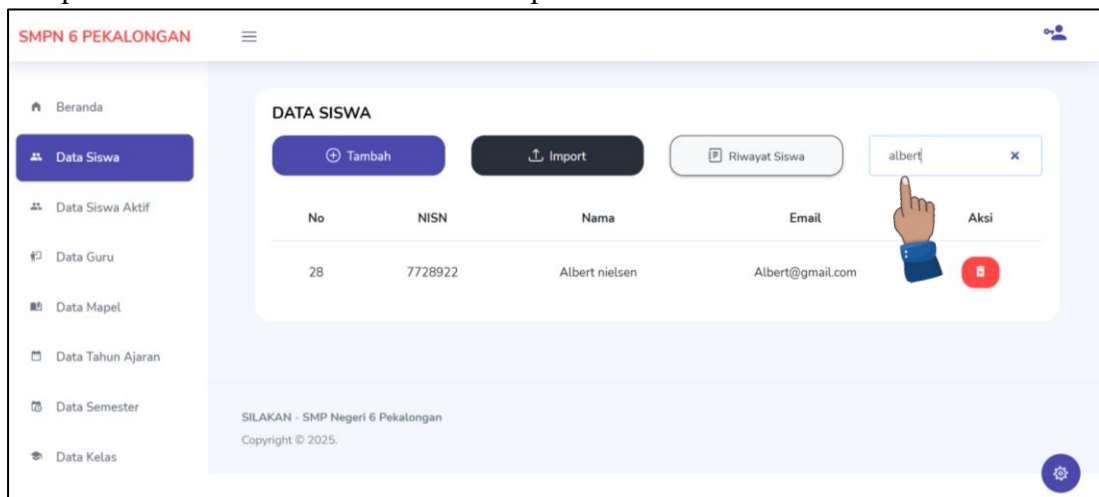 SMPN 6 PEKALONGAN
Beranda
Data Siswa
Data Siswa Aktif
Data Guru
Data Mapel
Data Tahun Ajaran
Data Semester
Data Kelas
DATA SISWA
Tambah Import Riwayat Siswa albert
No NISN Nama Email Aksi
28 7728922 Albert nielsen Albert@gmail.com
SILAKAN - SMP Negeri 6 Pekalongan
Copyright © 2025.